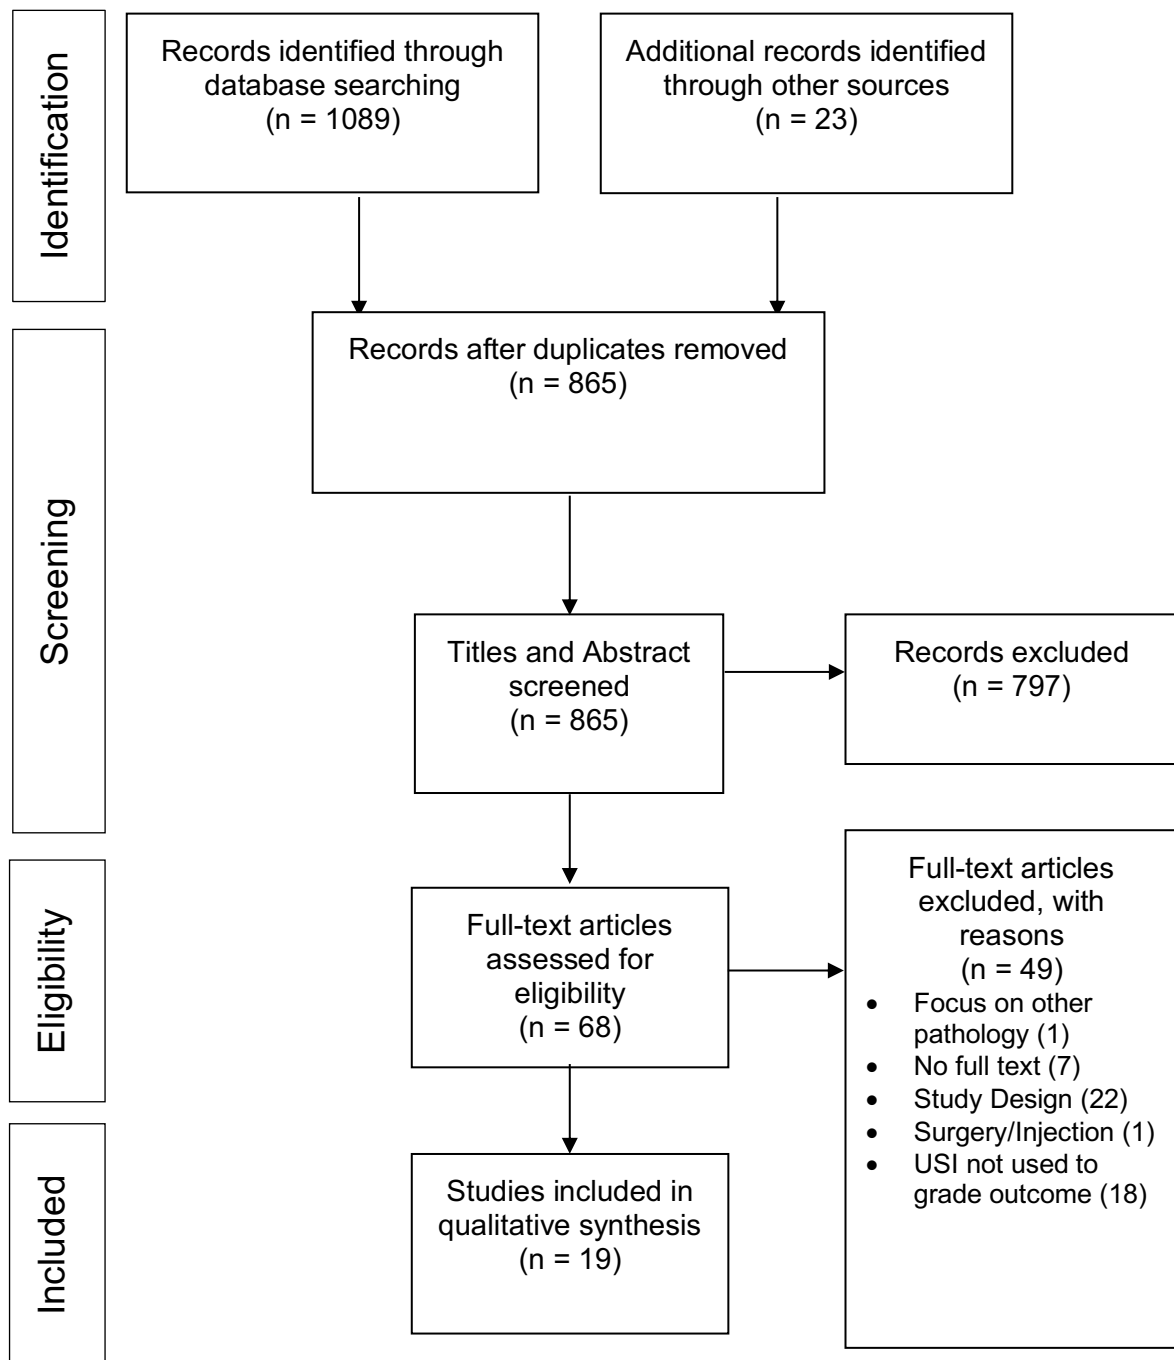 Identification
Records identified through
database searching
(n = 1089)
Additional records identified
through other sources
(n = 23)
Screening
Records after duplicates removed
(n = 865)
Titles and Abstract
screened
(n = 865)
Records excluded
(n = 797)
Eligibility
Full-text articles
assessed for
eligibility
(n = 68)
Full-text articles
excluded, with
reasons
(n = 49)
• Focus on other
pathology (1)
• No full text (7)
• Study Design (22)
• Surgery/Injection (1)
• USI not used to
grade outcome (18)
Included
Studies included in
qualitative synthesis
(n = 19)